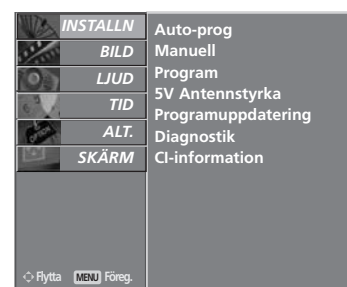 INSTALLN
BILD
LJUD
TID
ALT.
SKÄRM
Auto-prog
Manuell
Program
5V Antennstyrka
Programuppdatering
Diagnostik
CI-information
Flytta MENU Föreg.